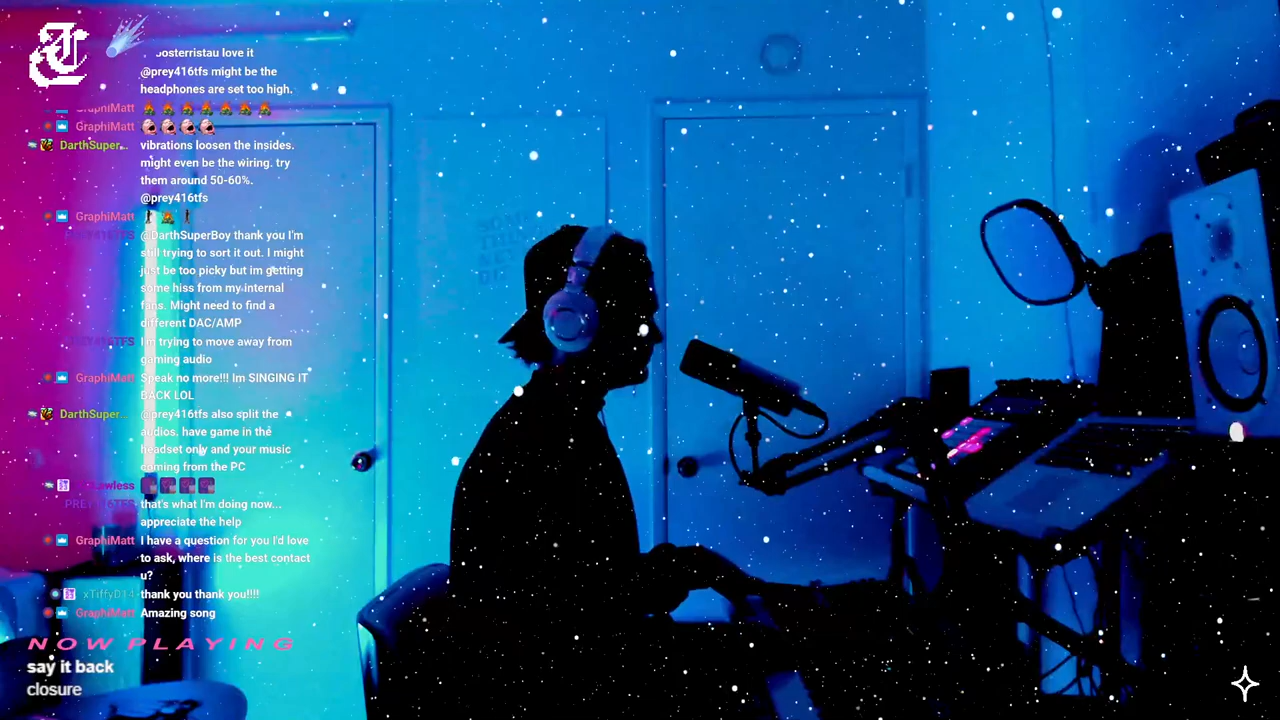 love it
@prey416tfs might be the
headphones are set too high.
GraphiMatt
GraphiMatt
DarthSuper... vibrations loosen the insides.
might even be the wiring. try
them around 50-60%.
@prey416tfs
GraphiMatt
@DarthSuperBoy thank you I'm
still trying to sort it out. I might
just be too picky but im getting
some hiss from my internal
fans. Might need to find a
different DAC/AMP
I'm trying to move away from
gaming audio
GraphiMatt Speak no more!!! Im SINGING IT
BACK LOL
DarthSuper... @prey416tfs also split the
audios. have game in the
headset only and your music
coming from the PC
PREY416TFS that's what I'm doing now...
appreciate the help
GraphiMatt I have a question for you I'd love
to ask, where is the best contact
u?
xTiffyD14 thank you thank you!!!!
GraphiMatt Amazing song
NOW PLAYING
say it back
closure